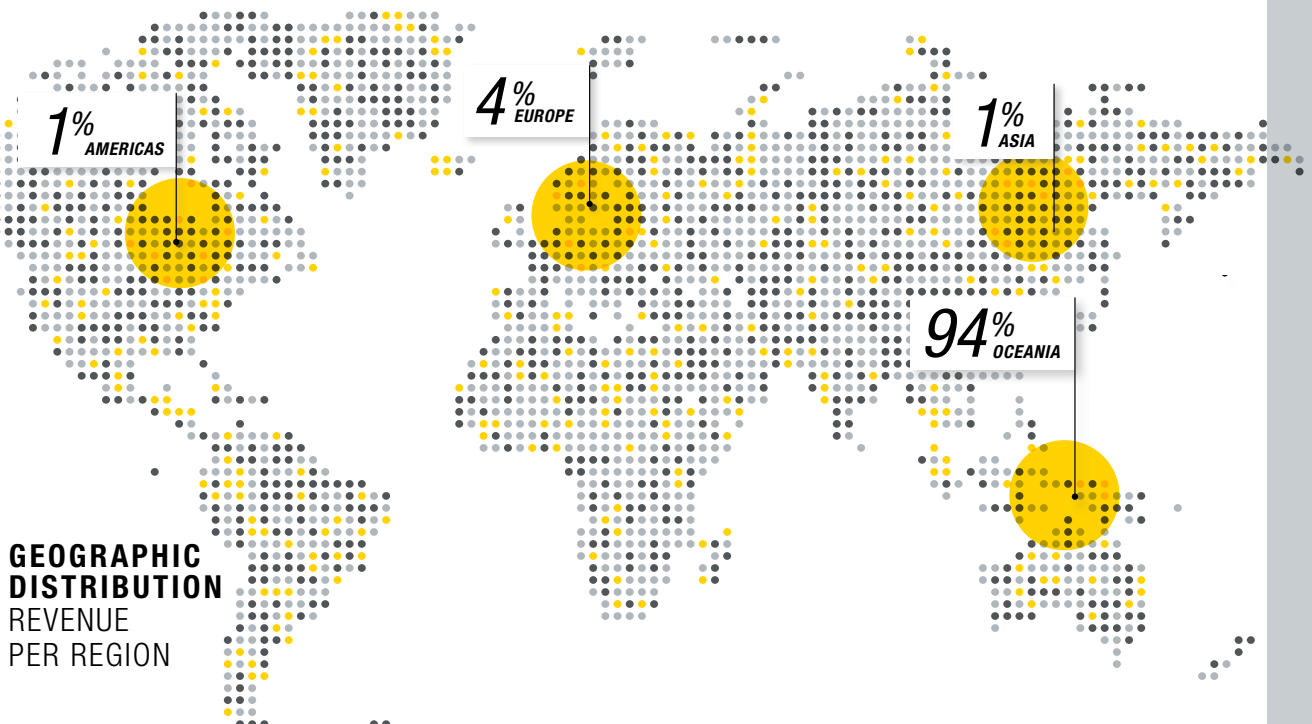 1%
AMERICAS
4%
EUROPE
1%
ASIA
94%
OCEANIA
GEOGRAPHIC
DISTRIBUTION
REVENUE
PER REGION